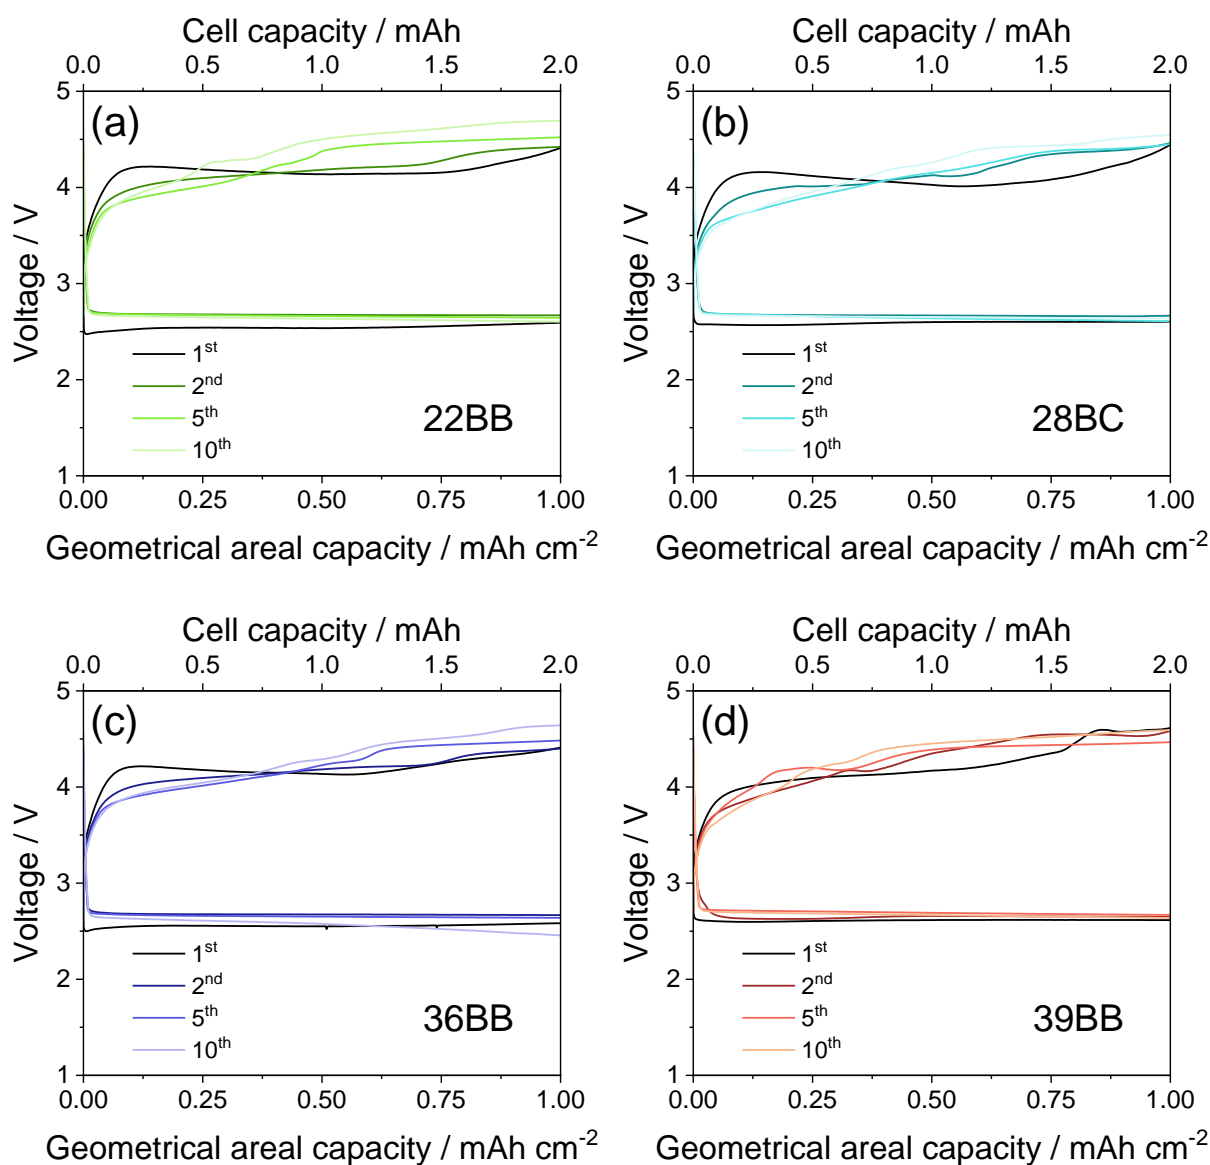 Cell capacity / mAh
0.0 0.5 1.0 1.5 2.0
(a)
Voltage / V
5
4
3
2
1
1st
2nd
5th
10th
22BB
0.00 0.25 0.50 0.75 1.00
Geometrical areal capacity / mAh cm-2
Cell capacity / mAh
0.0 0.5 1.0 1.5 2.0
(b)
Voltage / V
5
4
3
2
1
1st
2nd
5th
10th
28BC
0.00 0.25 0.50 0.75 1.00
Geometrical areal capacity / mAh cm-2
Cell capacity / mAh
0.0 0.5 1.0 1.5 2.0
(c)
Voltage / V
5
4
3
2
1
1st
2nd
5th
10th
36BB
0.00 0.25 0.50 0.75 1.00
Geometrical areal capacity / mAh cm-2
Cell capacity / mAh
0.0 0.5 1.0 1.5 2.0
(d)
Voltage / V
5
4
3
2
1
1st
2nd
5th
10th
39BB
0.00 0.25 0.50 0.75 1.00
Geometrical areal capacity / mAh cm-2